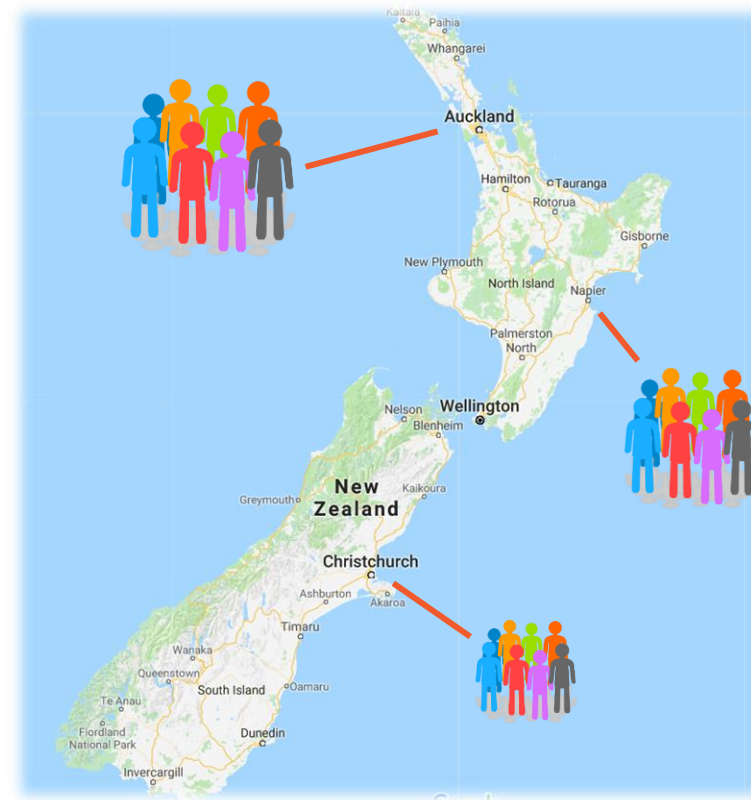 Kaitaia
Paihia
Whangarei
Auckland
Hamilton
Tauranga
Rotorua
Gisborne
New Plymouth
North Island
Napier
Palmerston
North
Nelson
Wellington
Blenheim
New
Zealand
Kaikoura
Greymouth
Christchurch
Ashburton
Akaroa
Timaru
Wanaka
Queenstown
South Island
Oamaru
Te Anau
Fiordland
National Park
Dunedin
Invercargill